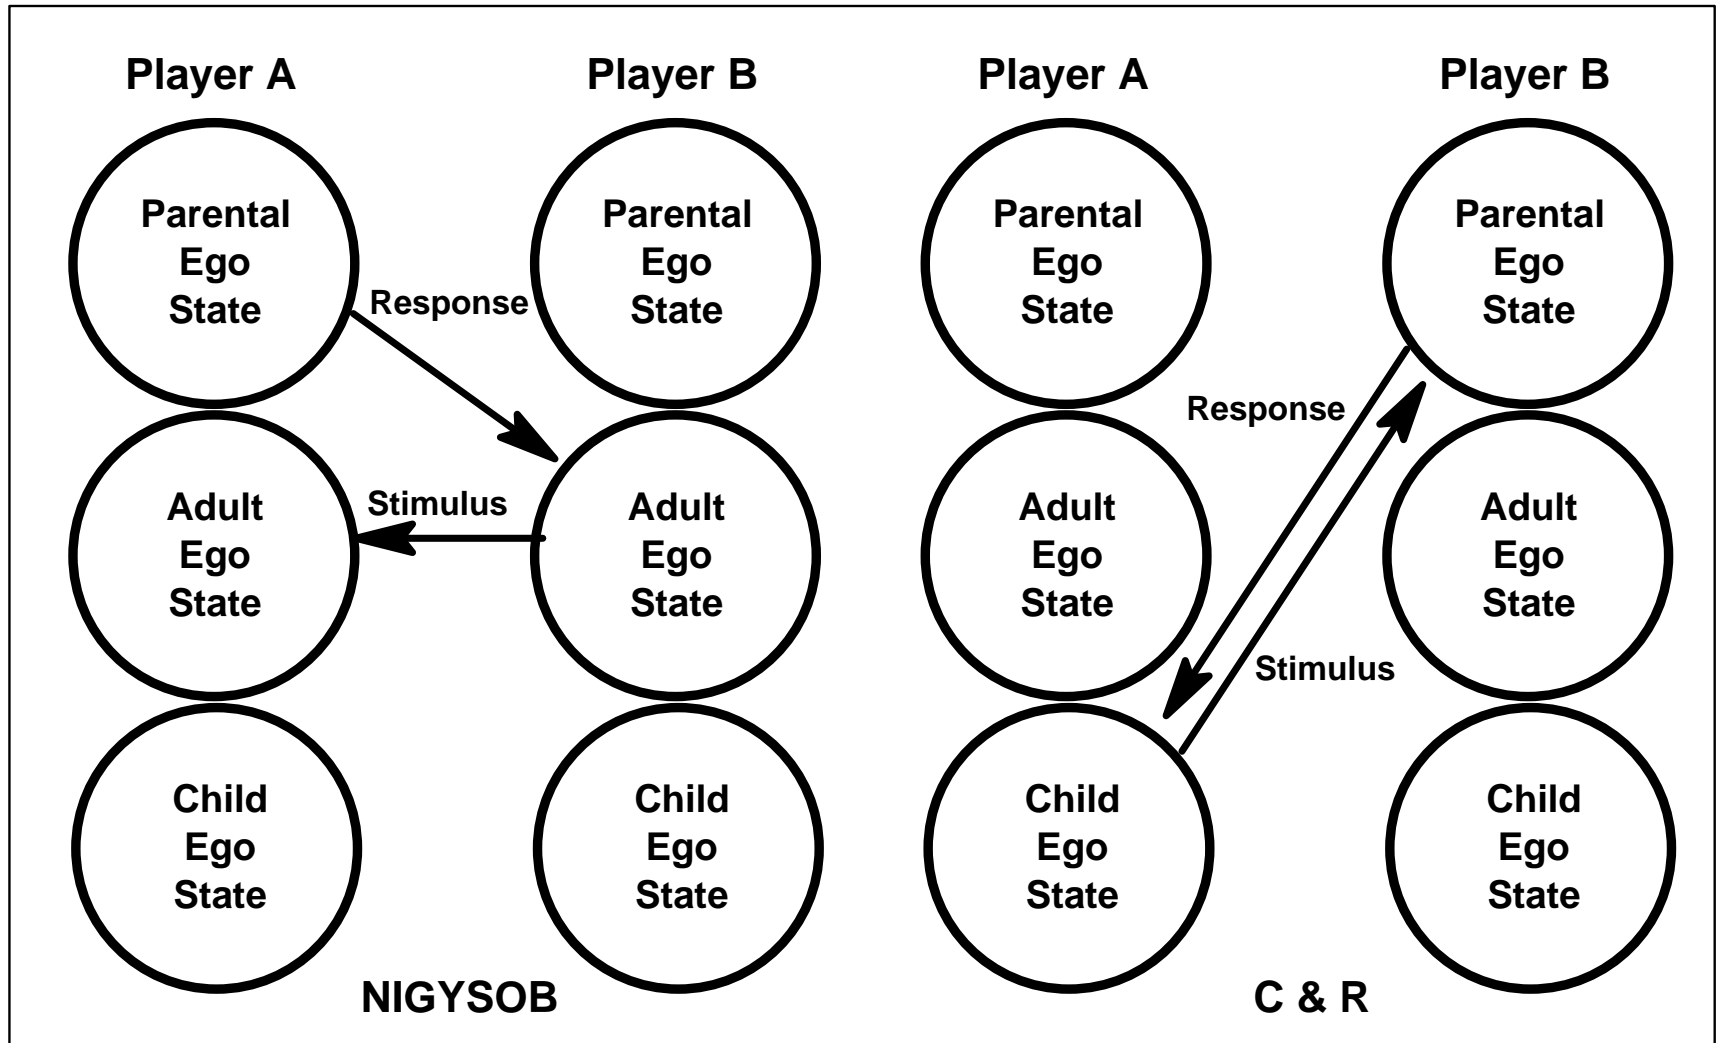 Player A
Player B
Parental
Ego
State
Parental
Ego
State
Response
Adult
Ego
State
Stimulus
Adult
Ego
State
Child
Ego
State
Child
Ego
State
NIGYSOB
Player A
Player B
Parental
Ego
State
Parental
Ego
State
Response
Adult
Ego
State
Adult
Ego
State
Stimulus
Child
Ego
State
Child
Ego
State
C & R